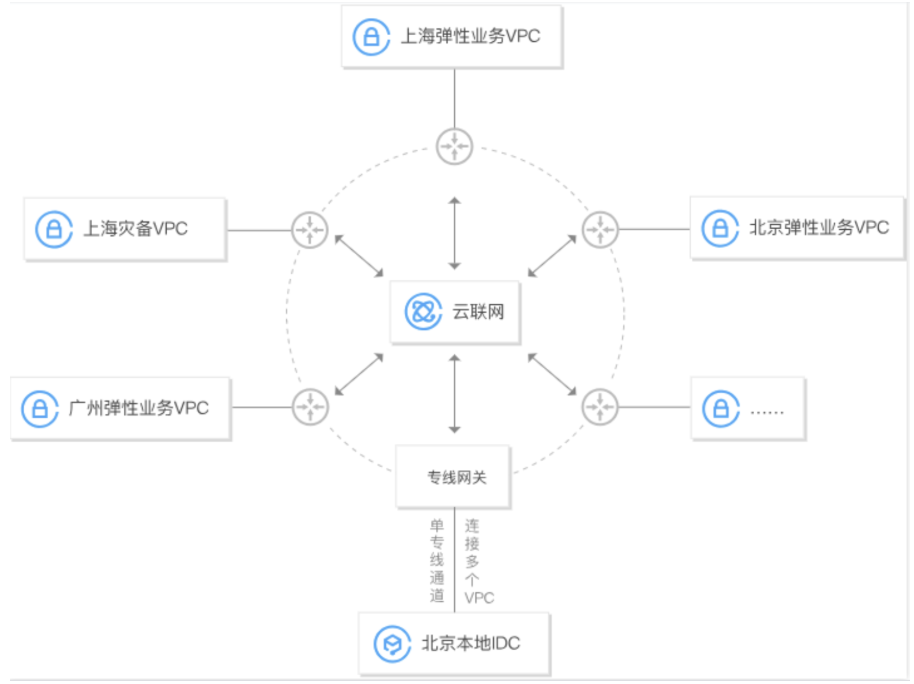 上海弹性业务VPC
上海灾备VPC
北京弹性业务VPC
云联网
广州弹性业务VPC
……
专线网关
单专线通道
连接多个VPC
北京本地IDC